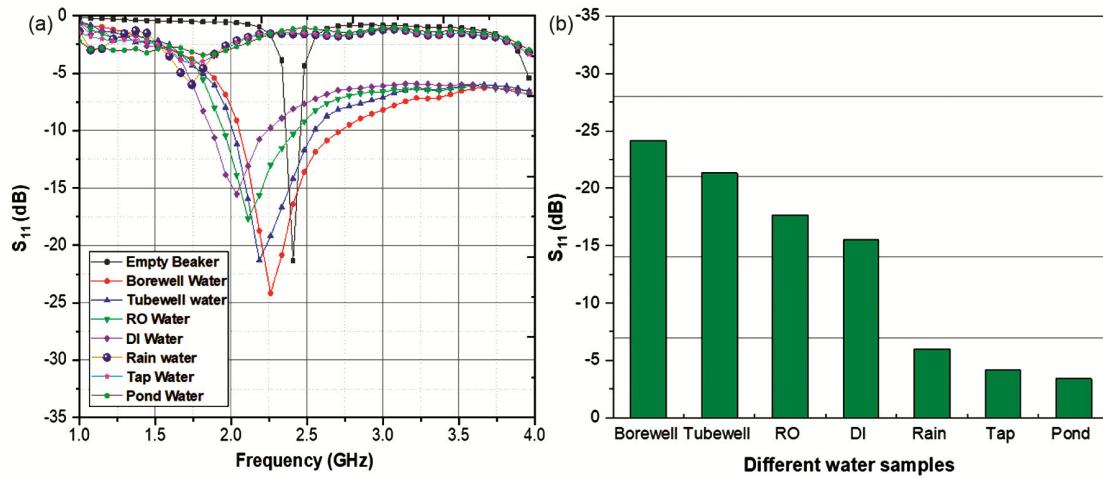 (a)
S11 (dB)
0
-5
-10
-15
-20
-25
-30
-35
Empty Beaker
Borewell Water
Tubewell water
RO Water
DI Water
Rain water
Tap Water
Pond Water
1.0 1.5 2.0 2.5 3.0 3.5 4.0
Frequency (GHz)
(b)
S11 (dB)
-35
-30
-25
-20
-15
-10
-5
0
Borewell Tubewell RO DI Rain Tap Pond
Different water samples